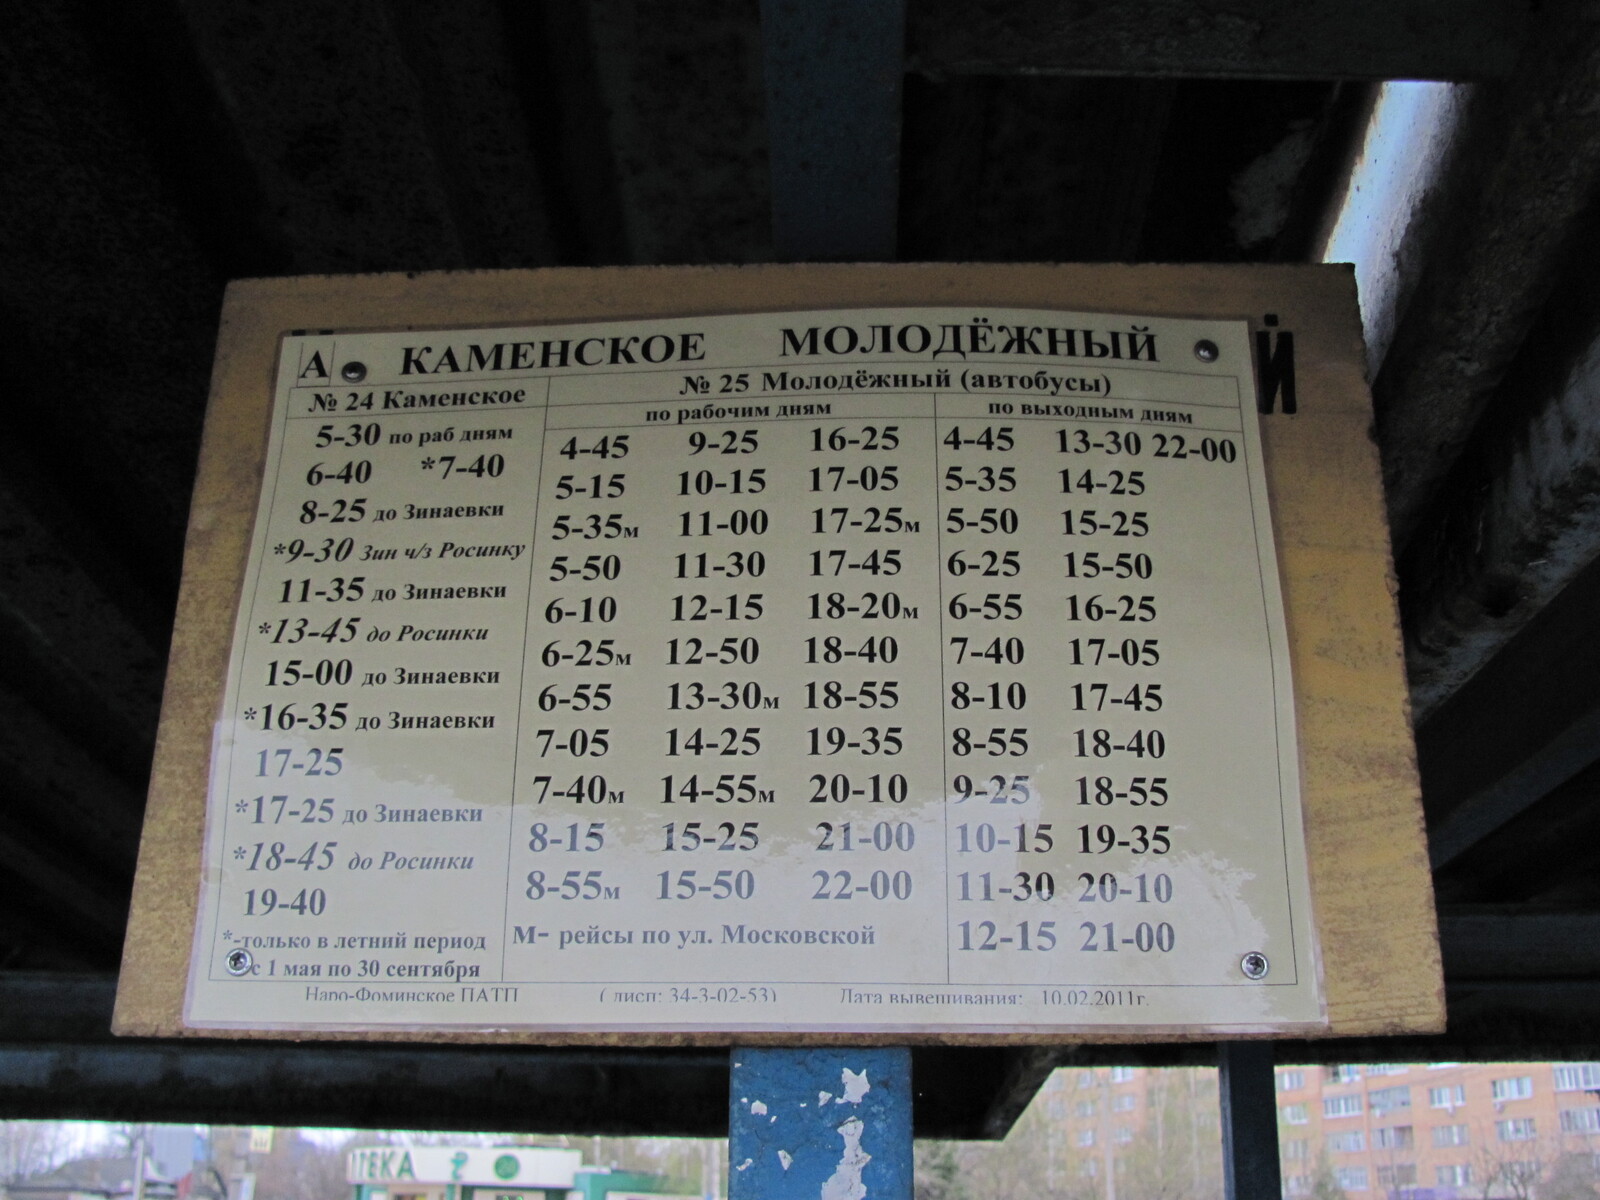 А КАМЕНСКОЕ МОЛОДЁЖНЫЙ
Й
№ 24 Каменское
5-30 по раб дням
6-40 *7-40
8-25 до Зинаевки
*9-30 Зин ч/з Росинку
11-35 до Зинаевки
*13-45 до Росинки
15-00 до Зинаевки
*16-35 до Зинаевки
17-25
*17-25 до Зинаевки
*18-45 до Росинки
19-40
*-только в летний период
с 1 мая по 30 сентября
№ 25 Молодёжный (автобусы)
по рабочим дням
4-45 9-25 16-25
5-15 10-15 17-05
5-35м 11-00 17-25м
5-50 11-30 17-45
6-10 12-15 18-20м
6-25м 12-50 18-40
6-55 13-30м 18-55
7-05 14-25 19-35
7-40м 14-55м 20-10
8-15 15-25 21-00
8-55м 15-50 22-00
М- рейсы по ул. Московской
по выходным дням
4-45 13-30 22-00
5-35 14-25
5-50 15-25
6-25 15-50
6-55 16-25
7-40 17-05
8-10 17-45
8-55 18-40
9-25 18-55
10-15 19-35
11-30 20-10
12-15 21-00
Наро-Фоминское ПАТП (дисп: 34-3-02-53) Дата вывешивания: 10.02.2011г.
ТЕКА